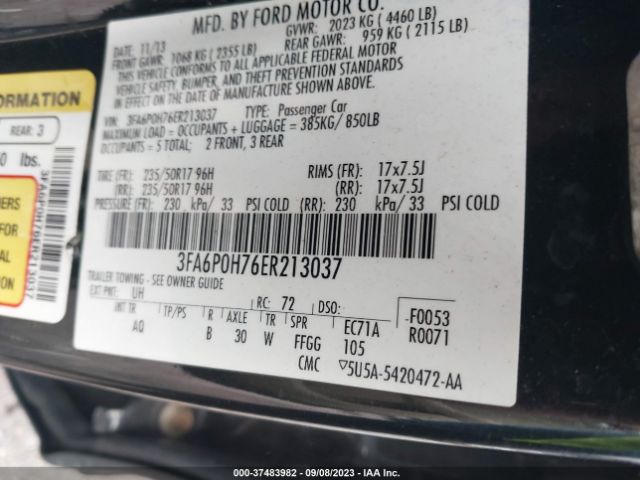 MFD. BY FORD MOTOR CO.
DATE: 11/13 GVWR: 2023 KG (4460 LB)
FRONT GAWR: 1068 KG (2355 LB) REAR GAWR: 959 KG (2115 LB)
THIS VEHICLE CONFORMS TO ALL APPLICABLE FEDERAL MOTOR
VEHICLE SAFETY, BUMPER, AND THEFT PREVENTION STANDARDS
IN EFFECT ON THE DATE OF MANUFACTURE SHOWN ABOVE.
VIN: 3FA6P0H76ER213037 TYPE: Passenger Car
MAXIMUM LOAD = OCCUPANTS + LUGGAGE = 385KG/850LB
OCCUPANTS = 5 TOTAL: 2 FRONT, 3 REAR
TIRE (FR): 235/50R17 96H RIMS (FR): 17x7.5J
(RR): 235/50R17 96H (RR): 17x7.5J
PRESSURE (FR): 230 kPa/ 33 PSI COLD (RR): 230 kPa/ 33 PSI COLD
3FA6P0H76ER213037
TRAILER TOWING - SEE OWNER GUIDE
EXT PNT: UH RC: 72 DSO: -F0053
INT TR TP/PS R AXLE TR SPR EC71A R0071
AQ B 30 W FFGG 105
CMC ▽5U5A-5420472-AA
ORMATION
REAR: 3
0 lbs.
3FA6P0H76ER213037
000-37483982 - 09/08/2023 - IAA Inc.